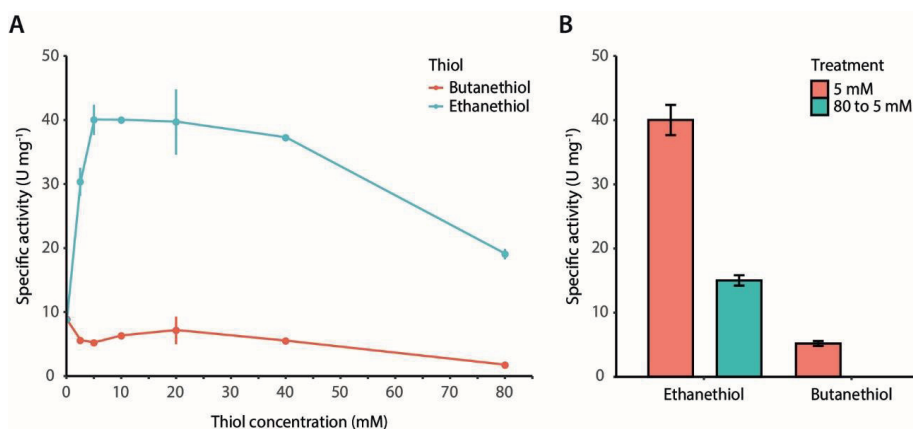 A
50
40
30
20
10
0
Specific activity (U mg⁻¹)
0 10 20 30 40 50 60 70 80
Thiol concentration (mM)
Thiol
Butanethiol
Ethanethiol
B
50
40
30
20
10
0
Specific activity (U mg⁻¹)
Ethanethiol Butanethiol
Treatment
5 mM
80 to 5 mM